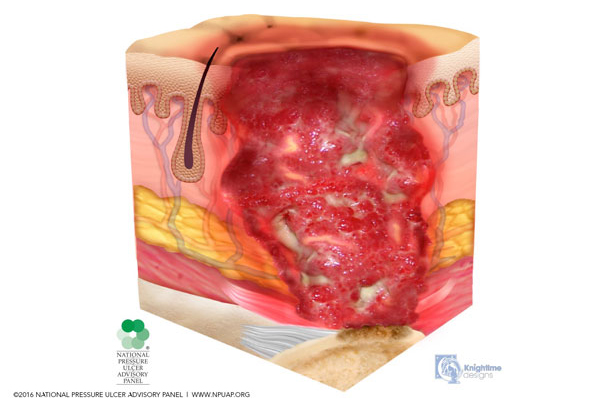 NATIONAL
PRESSURE
ULCER
ADVISORY
PANEL
Knightime
designs
©2016 NATIONAL PRESSURE ULCER ADVISORY PANEL | WWW.NPUAP.ORG